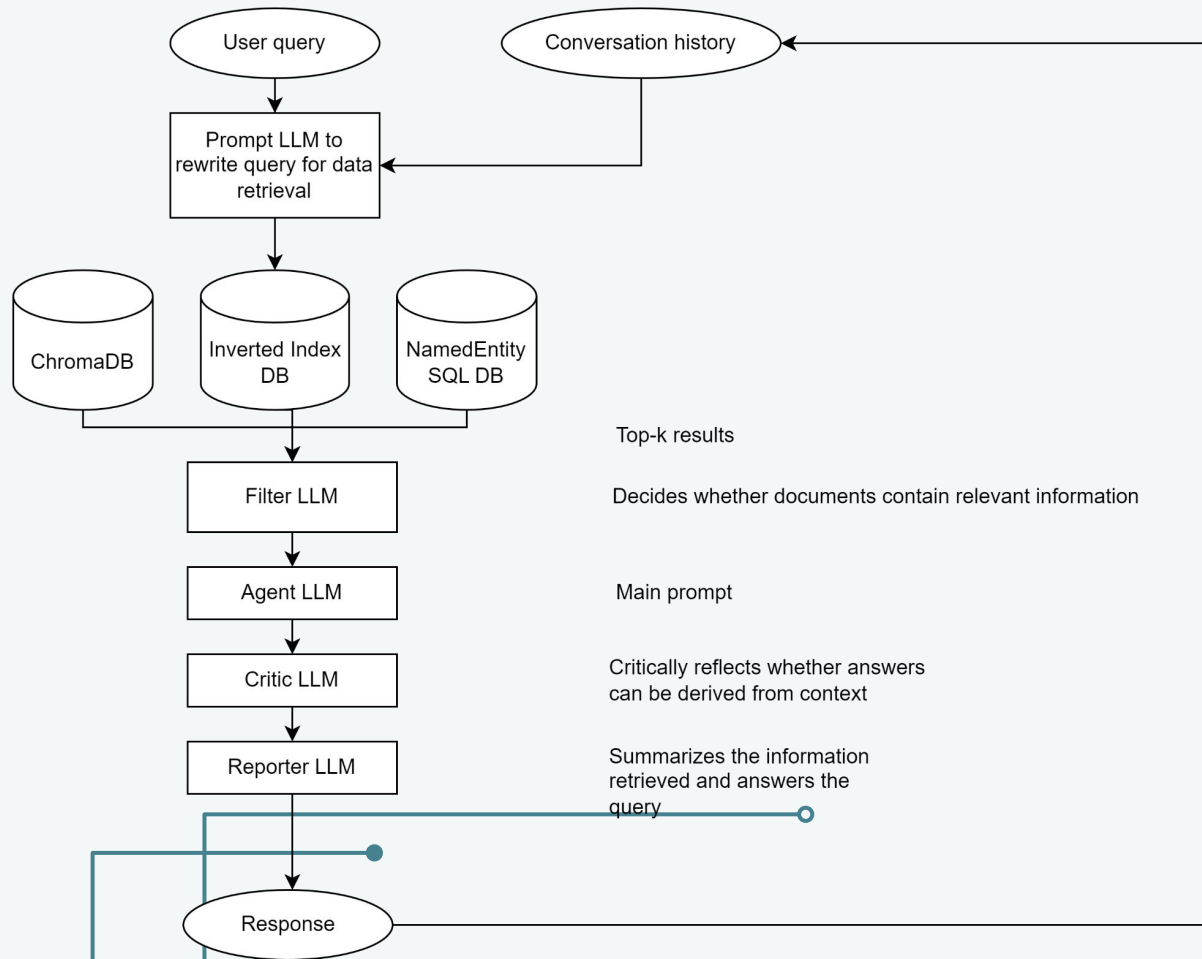 User query
Conversation history
Prompt LLM to
rewrite query for data
retrieval
ChromaDB
Inverted Index
DB
NamedEntity
SQL DB
Top-k results
Filter LLM
Decides whether documents contain relevant information
Agent LLM
Main prompt
Critic LLM
Critically reflects whether answers
can be derived from context
Reporter LLM
Summarizes the information
retrieved and answers the
query
Response